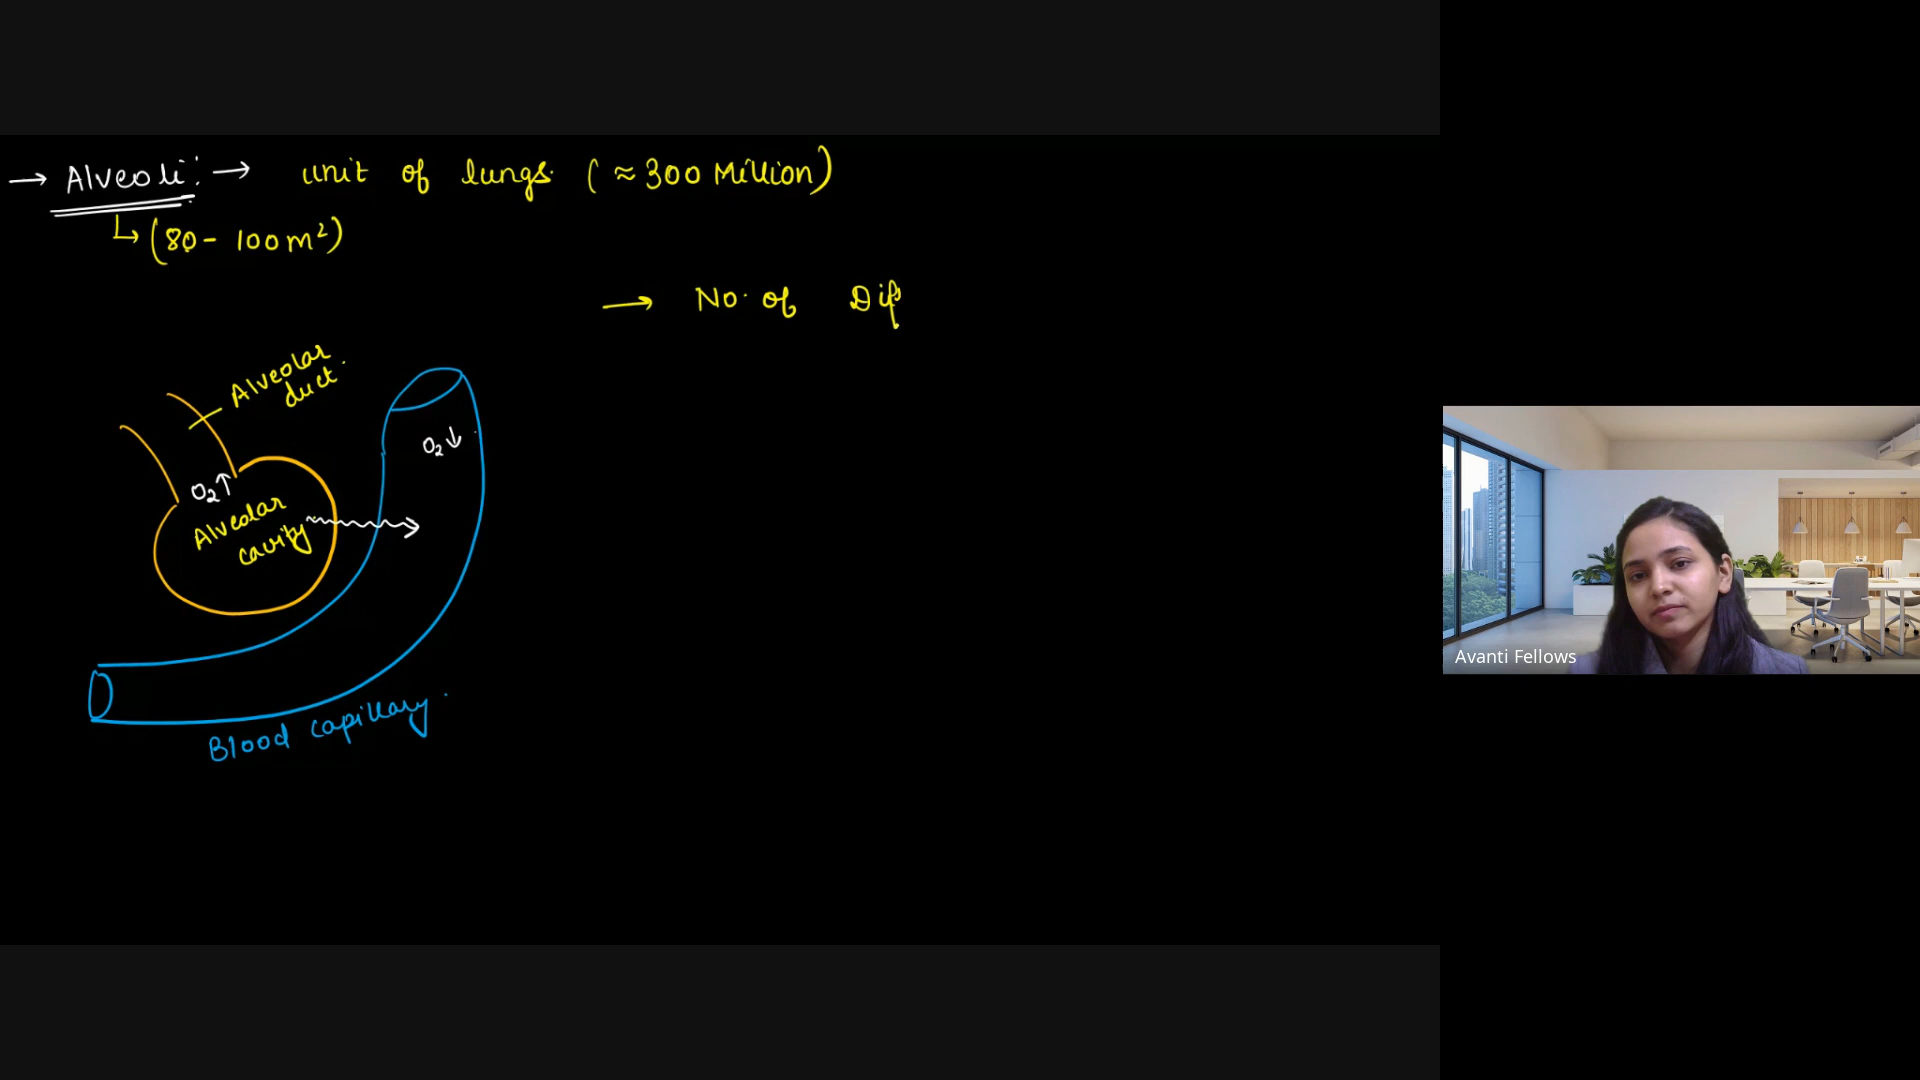 → Alveoli: → unit of lungs. (≈ 300 Million)
↳ (80 - 100 m²)
→ No. of Dif
Alveolar
duct.
O₂↓
O₂↑
Alveolar
cavity
Blood capillary.
Avanti Fellows